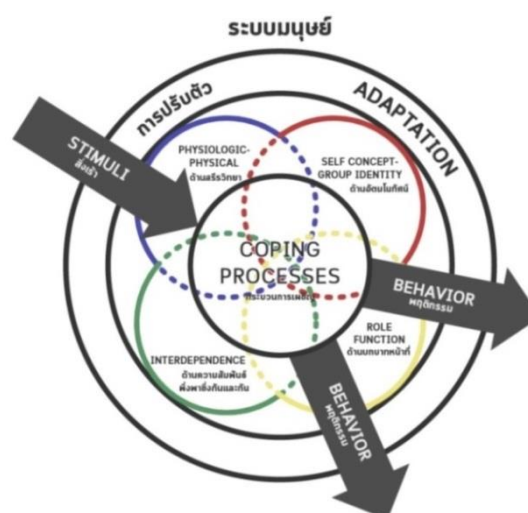 ระบบมนุษย์
การปรับตัว
ADAPTATION
STIMULI
สิ่งเร้า
PHYSIOLOGIC-
PHYSICAL
ด้านสรีรวิทยา
SELF CONCEPT-
GROUP IDENTITY
ด้านอัตมโนทัศน์
COPING
PROCESSES
กระบวนการเผชิญ
BEHAVIOR
พฤติกรรม
INTERDEPENDENCE
ด้านความสัมพันธ์
พึ่งพาซึ่งกันและกัน
ROLE
FUNCTION
ด้านบทบาทหน้าที่
BEHAVIOR
พฤติกรรม